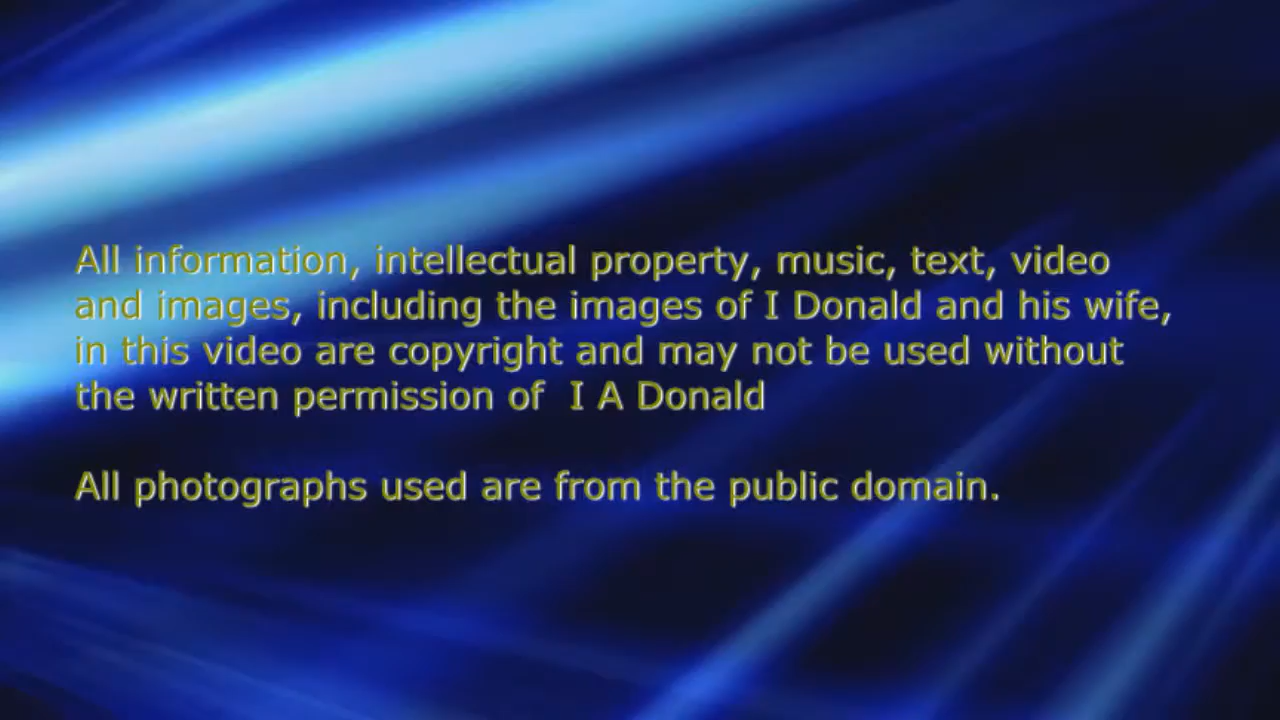 All information, intellectual property, music, text, video
and images, including the images of I Donald and his wife,
in this video are copyright and may not be used without
the written permission of  I A Donald
All photographs used are from the public domain.